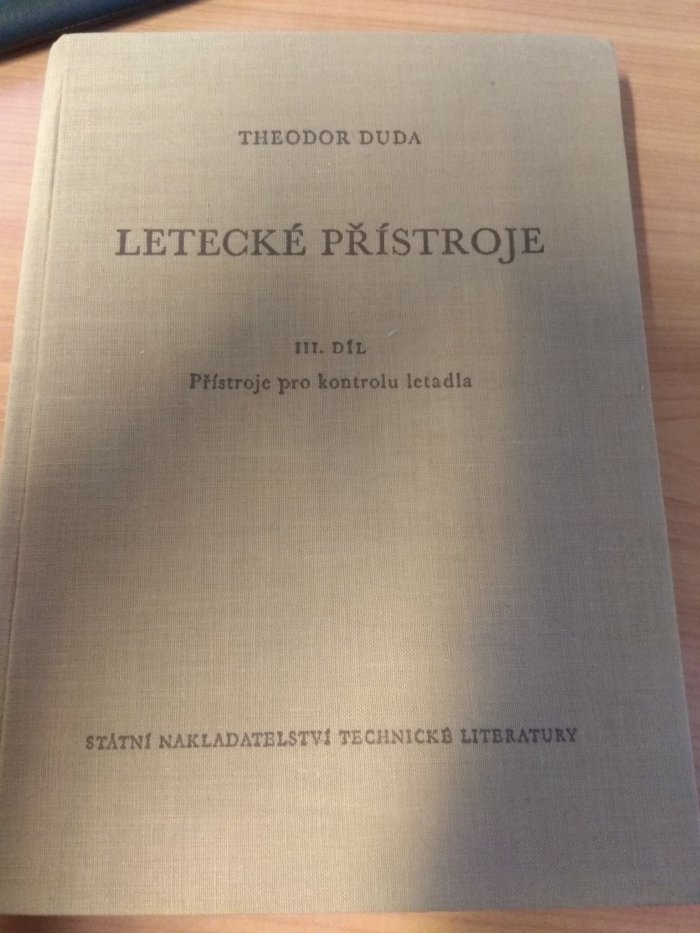 THEODOR DUDA
LETECKÉ PŘÍSTROJE
III. DÍL
Přístroje pro kontrolu letadla
STÁTNÍ NAKLADATELSTVÍ TECHNICKÉ LITERATURY